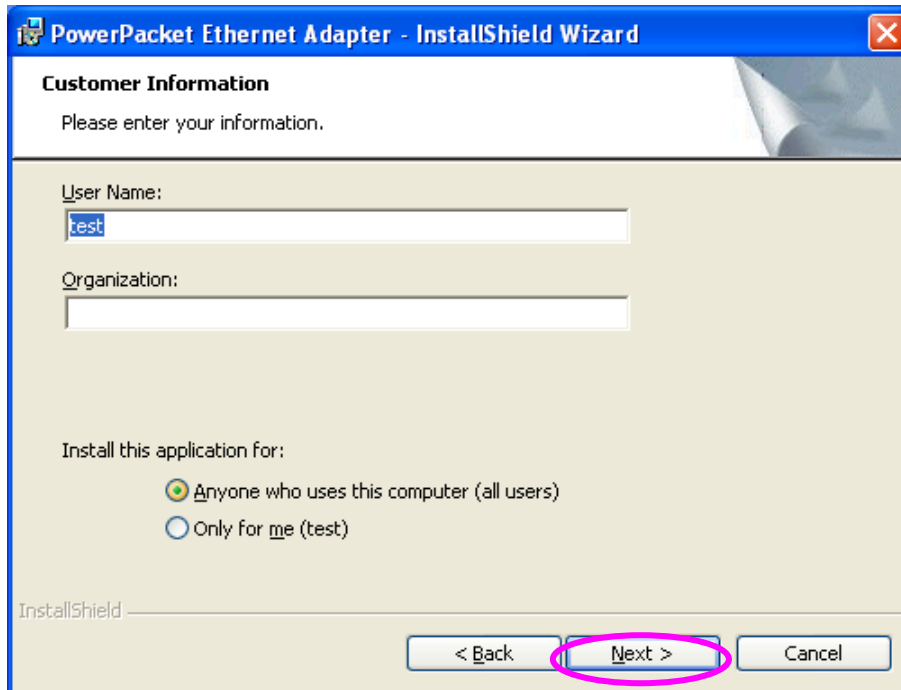 PowerPacket Ethernet Adapter - InstallShield Wizard
Customer Information
Please enter your information.
User Name:
test
Organization:
Install this application for:
Anyone who uses this computer (all users)
Only for me (test)
InstallShield
< Back Next > Cancel